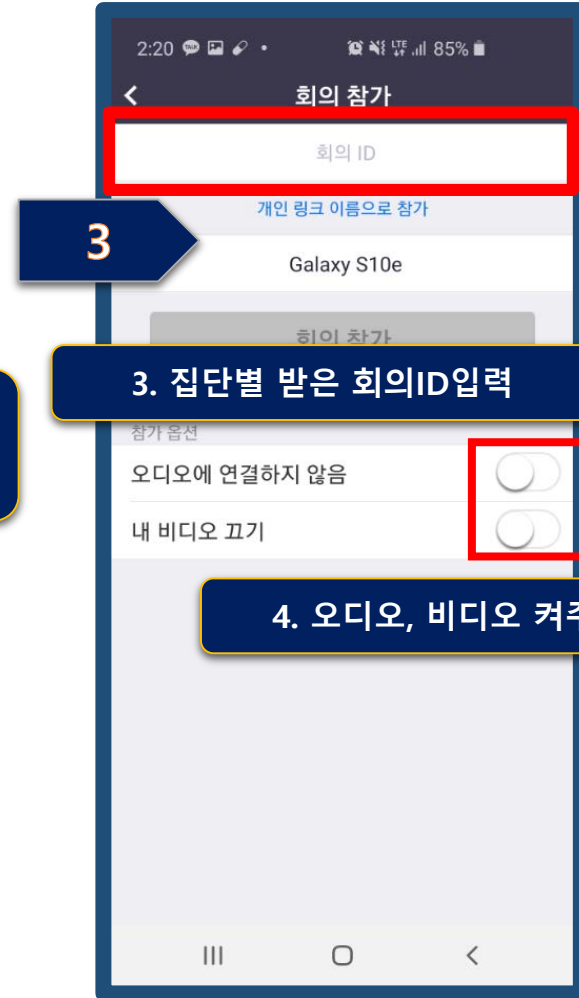 2:20 85%
회의 참가
회의 ID
개인 링크 이름으로 참가
3
Galaxy S10e
회의 참가
3. 집단별 받은 회의ID입력
참가 옵션
오디오에 연결하지 않음
내 비디오 끄기
4. 오디오, 비디오